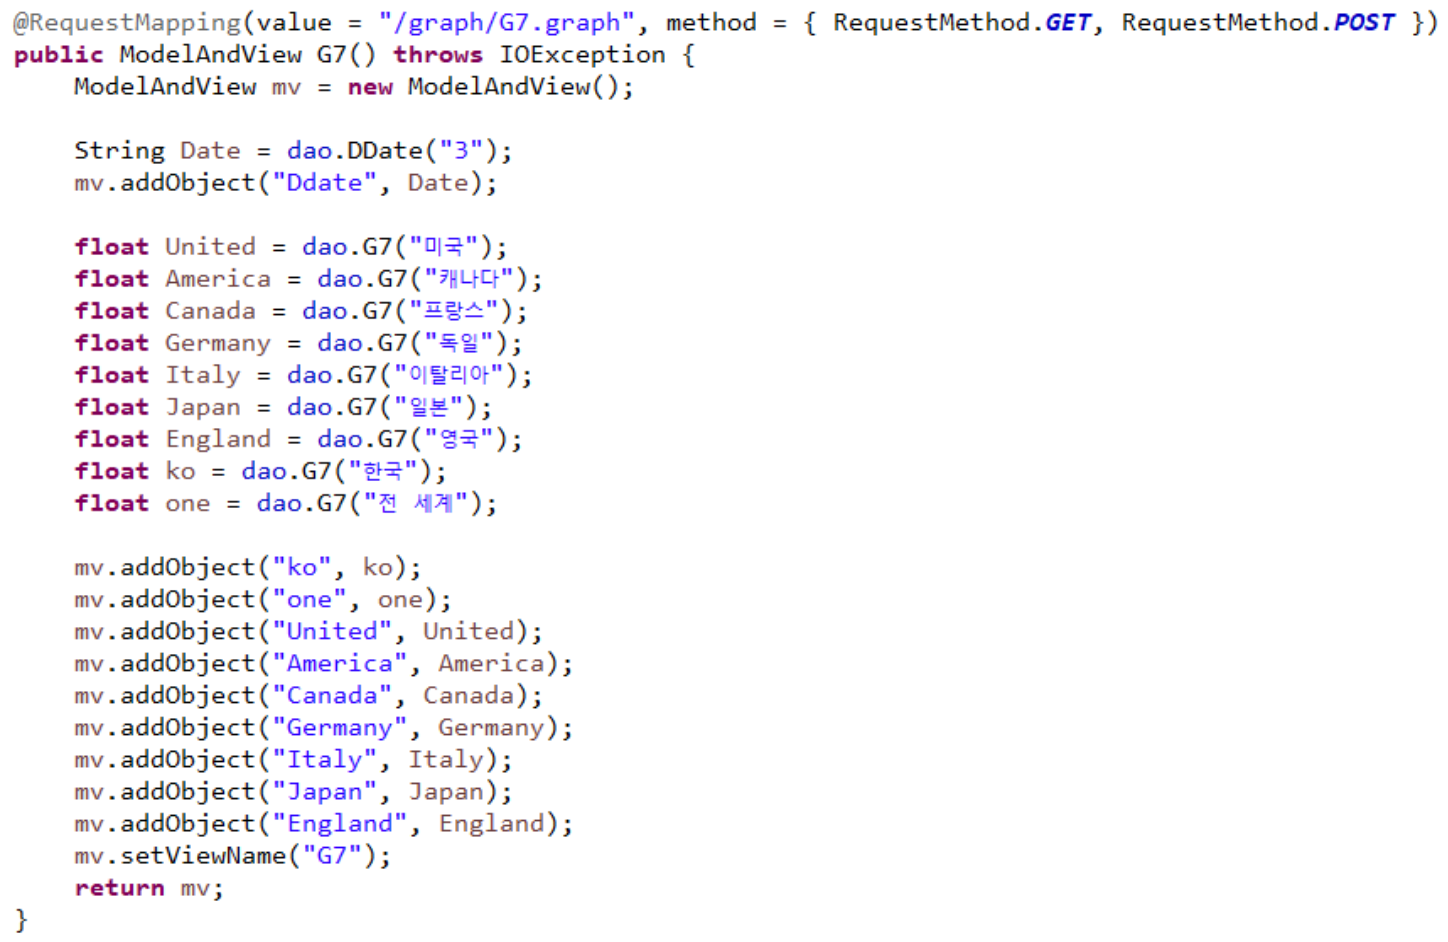 @RequestMapping(value = "/graph/G7.graph", method = { RequestMethod.GET, RequestMethod.POST })
public ModelAndView G7() throws IOException {
    ModelAndView mv = new ModelAndView();

    String Date = dao.DDate("3");
    mv.addObject("Ddate", Date);

    float United = dao.G7("미국");
    float America = dao.G7("캐나다");
    float Canada = dao.G7("프랑스");
    float Germany = dao.G7("독일");
    float Italy = dao.G7("이탈리아");
    float Japan = dao.G7("일본");
    float England = dao.G7("영국");
    float ko = dao.G7("한국");
    float one = dao.G7("전 세계");

    mv.addObject("ko", ko);
    mv.addObject("one", one);
    mv.addObject("United", United);
    mv.addObject("America", America);
    mv.addObject("Canada", Canada);
    mv.addObject("Germany", Germany);
    mv.addObject("Italy", Italy);
    mv.addObject("Japan", Japan);
    mv.addObject("England", England);
    mv.setViewName("G7");
    return mv;
}